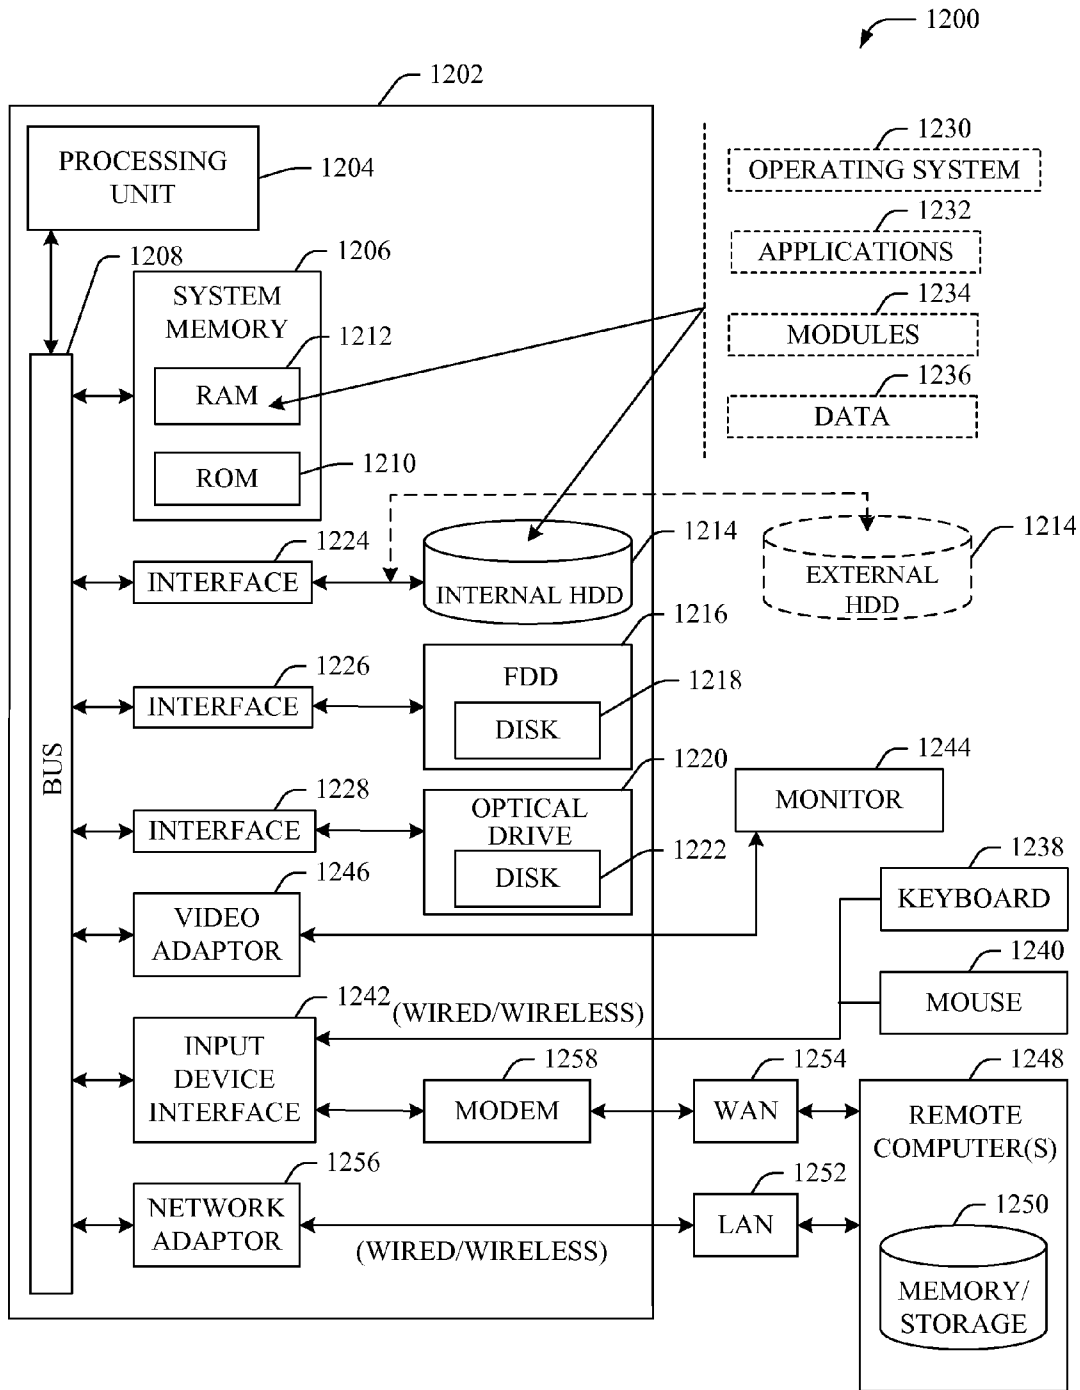 1200
1202
PROCESSING
UNIT
1204
1208
1206
SYSTEM
MEMORY
1212
RAM
1210
ROM
1230
OPERATING SYSTEM
1232
APPLICATIONS
1234
MODULES
1236
DATA
BUS
1224
INTERFACE
1214
INTERNAL HDD
1214
EXTERNAL
HDD
1226
INTERFACE
1216
FDD
1218
DISK
1228
INTERFACE
1220
OPTICAL
DRIVE
1222
DISK
1244
MONITOR
1246
VIDEO
ADAPTOR
1238
KEYBOARD
1240
MOUSE
1242
(WIRED/WIRELESS)
INPUT
DEVICE
INTERFACE
1258
MODEM
1254
WAN
1248
REMOTE
COMPUTER(S)
1256
NETWORK
ADAPTOR
(WIRED/WIRELESS)
1252
LAN
1250
MEMORY/
STORAGE